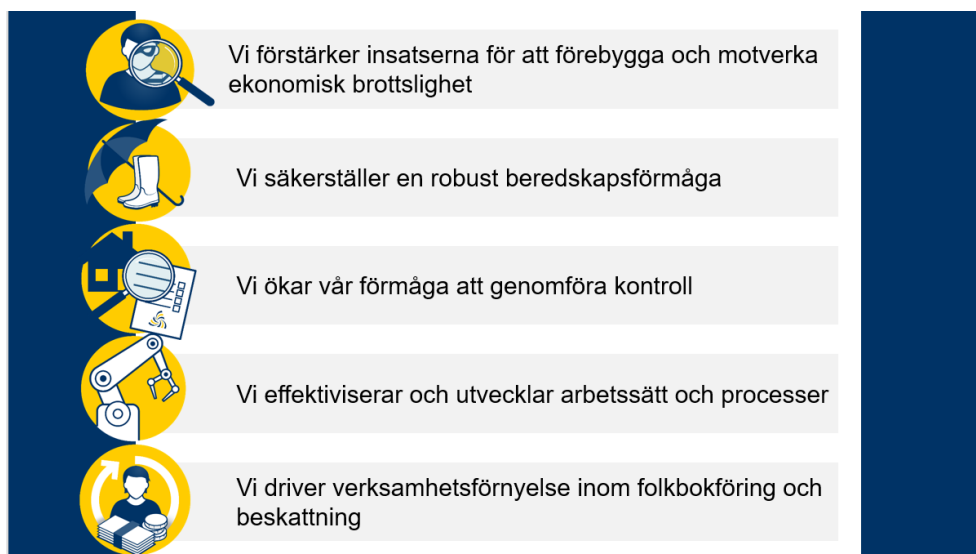 Vi förstärker insatserna för att förebygga och motverka
ekonomisk brottslighet
Vi säkerställer en robust beredskapsförmåga
Vi ökar vår förmåga att genomföra kontroll
Vi effektiviserar och utvecklar arbetssätt och processer
Vi driver verksamhetsförnyelse inom folkbokföring och
beskattning